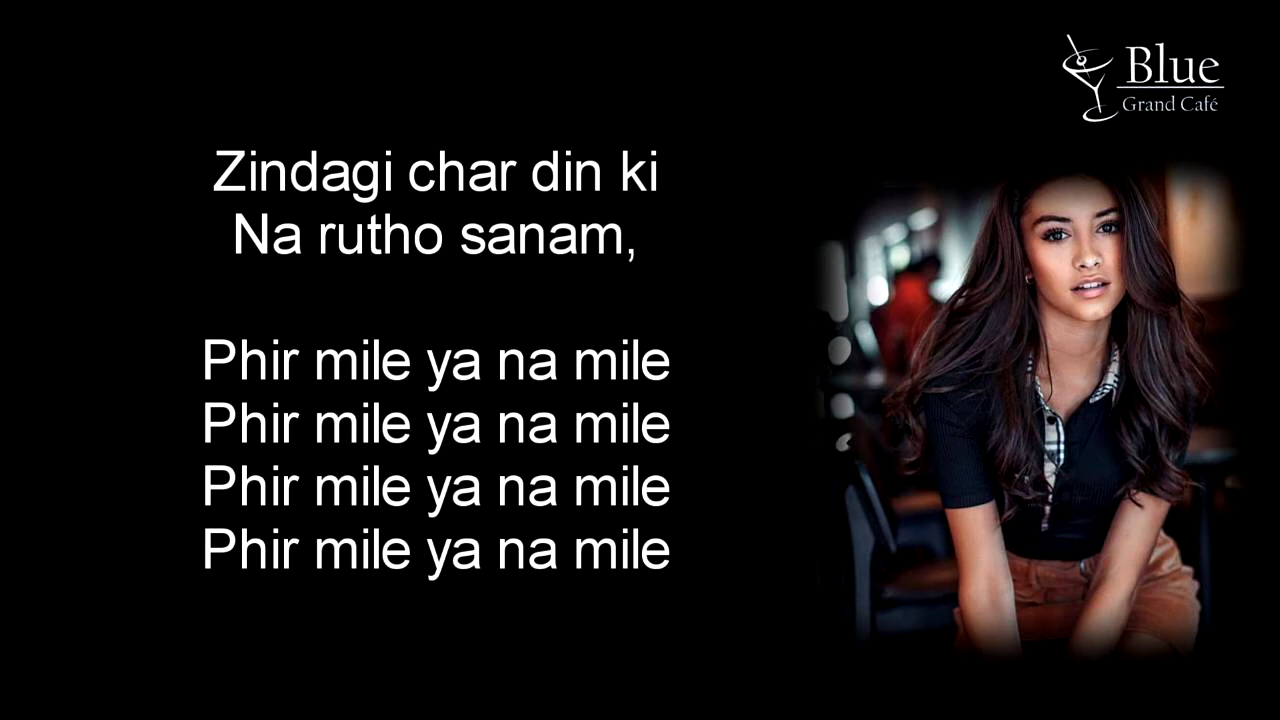 Blue
Grand Café
Zindagi char din ki
Na rutho sanam,
Phir mile ya na mile
Phir mile ya na mile
Phir mile ya na mile
Phir mile ya na mile